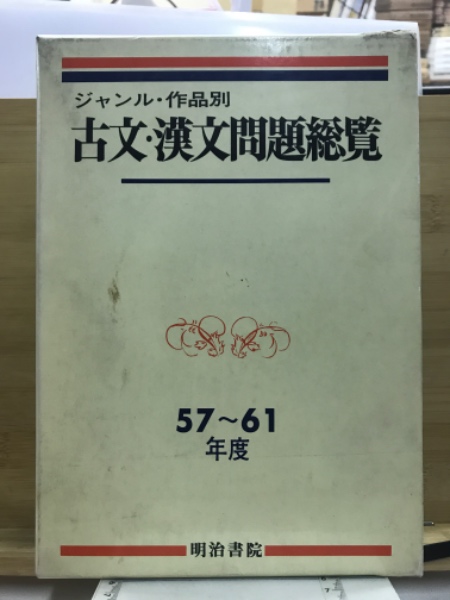 ジャンル・作品別
古文・漢文問題総覧
57〜61
年度
明治書院